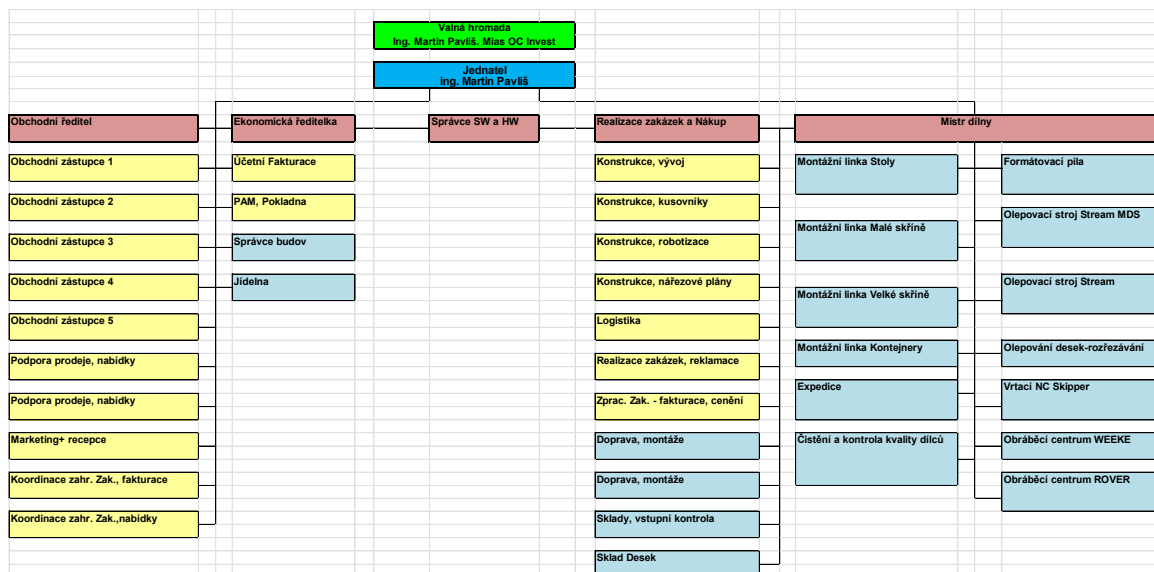 Valná hromada
Ing. Martin Pavliš. Mias OC Invest
Jednatel
ing. Martin Pavliš
Obchodní ředitel
Ekonomická ředitelka
Správce SW a HW
Realizace zakázek a Nákup
Mistr dílny
Obchodní zástupce 1
Účetní Fakturace
Konstrukce, vývoj
Montážní linka Stoly
Formátovací pila
Obchodní zástupce 2
PAM, Pokladna
Konstrukce, kusovníky
Montážni linka Malé skříně
Olepovací stroj Stream MDS
Obchodní zástupce 3
Správce budov
Konstrukce, robotizace
Obchodní zástupce 4
Jídelna
Konstrukce, nářezové plány
Montážni linka Velké skříně
Olepovací stroj Stream
Obchodní zástupce 5
Logistika
Montážní linka Kontejnery
Olepování desek-rozřezávání
Podpora prodeje, nabídky
Realizace zakázek, reklamace
Expedice
Vrtací NC Skipper
Podpora prodeje, nabídky
Zprac. Zak. - fakturace, cenění
Marketing+ recepce
Doprava, montáže
Čistění a kontrola kvality dílců
Obráběcí centrum WEEKE
Koordinace zahr. Zak., fakturace
Doprava, montáže
Obráběcí centrum ROVER
Koordinace zahr. Zak.,nabídky
Sklady, vstupní kontrola
Sklad Desek